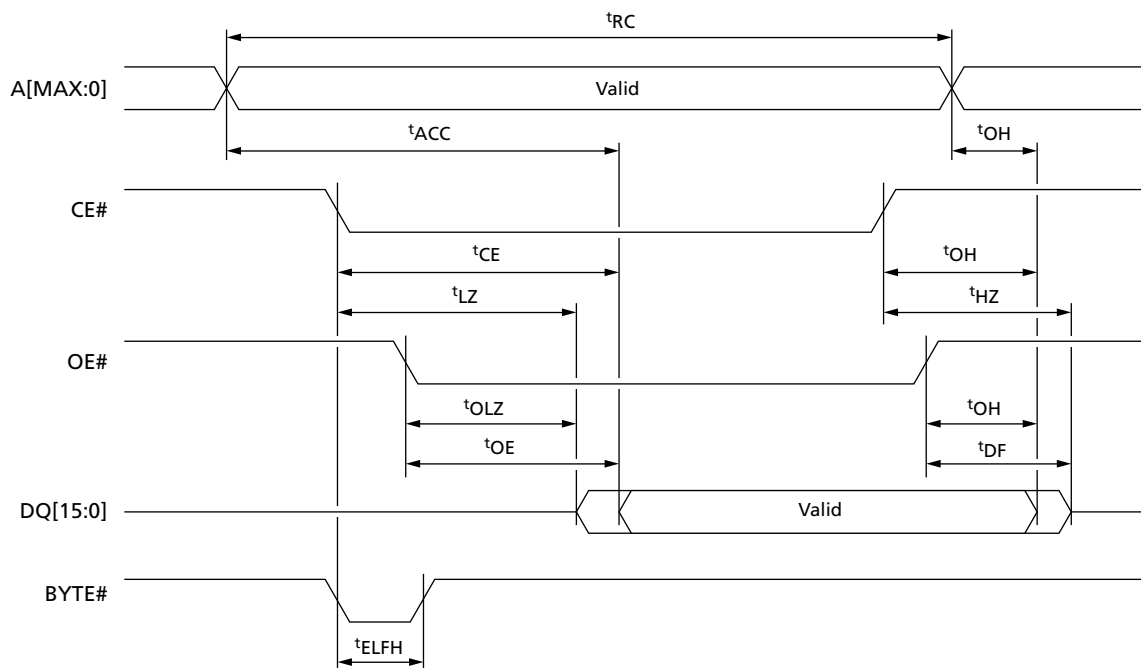 tRC
A[MAX:0]
Valid
tACC
tOH
CE#
tCE
tOH
tLZ
tHZ
OE#
tOLZ
tOH
tOE
tDF
DQ[15:0]
Valid
BYTE#
tELFH